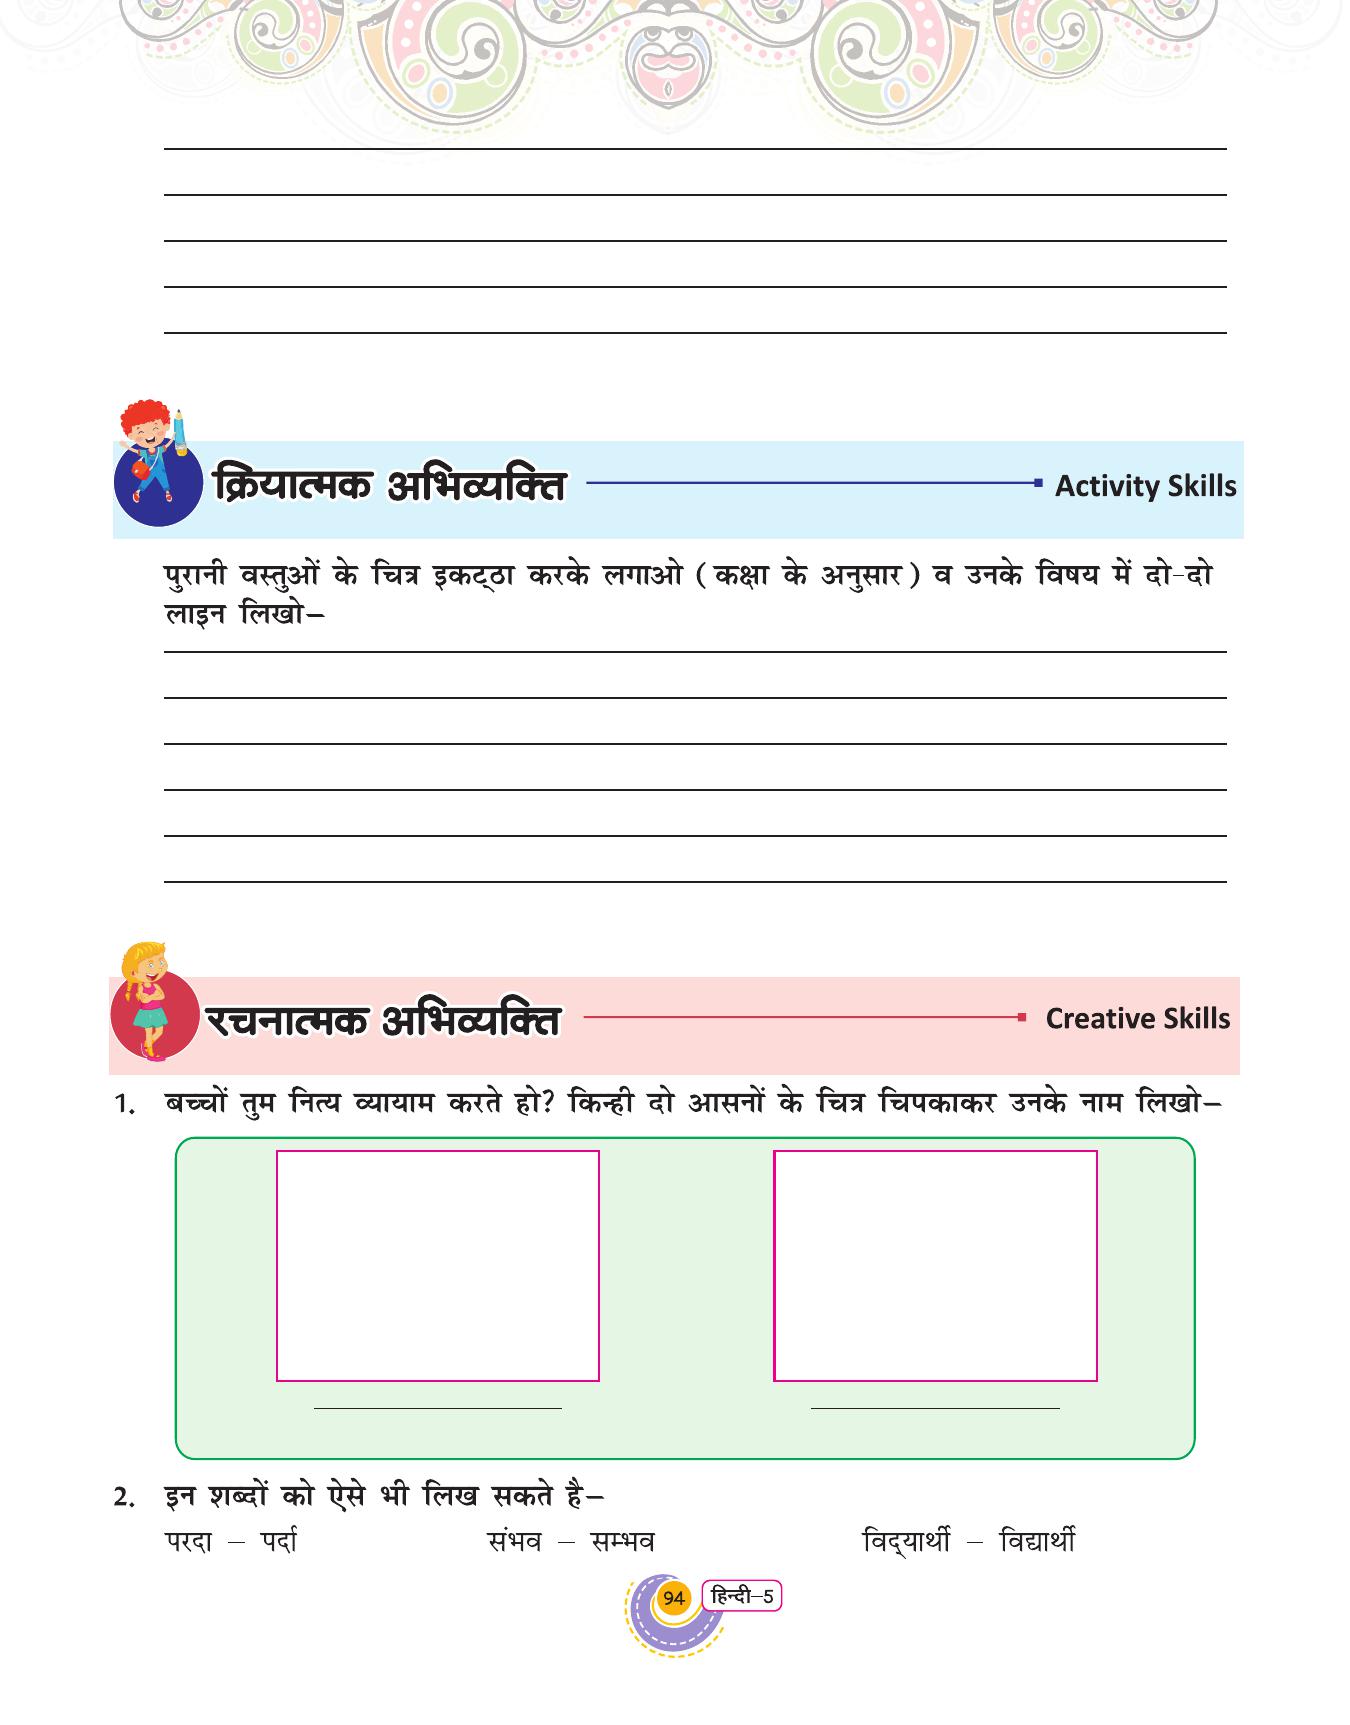 क्रियात्मक अभिव्यक्ति Activity Skills
पुरानी वस्तुओं के चित्र इकट्‌ठा करके लगाओ (कक्षा के अनुसार) व उनके विषय में दो-दो
लाइन लिखो–
रचनात्मक अभिव्यक्ति Creative Skills
1. बच्चों तुम नित्य व्यायाम करते हो? किन्ही दो आसनों के चित्र चिपकाकर उनके नाम लिखो–
2. इन शब्दों को ऐसे भी लिख सकते है–
परदा – पर्दा संभव – सम्भव विद्‌यार्थी – विद्यार्थी
94 हिन्दी–5